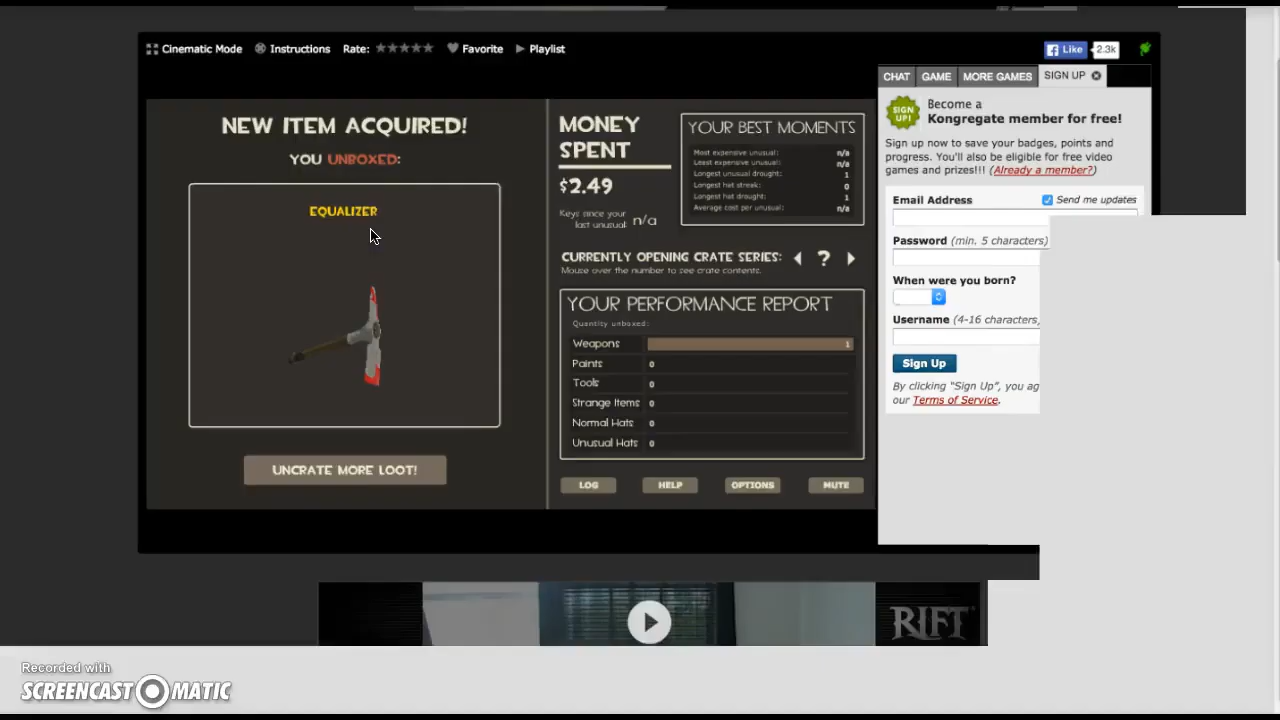 Cinematic Mode Instructions Rate: Favorite Playlist Like 2.3k
CHAT GAME MORE GAMES SIGN UP
NEW ITEM ACQUIRED!
YOU UNBOXED:
EQUALIZER
UNCRATE MORE LOOT!
MONEY
SPENT
$2.49
Keys since your
last unusual: n/a
YOUR BEST MOMENTS
Most expensive unusual: n/a
Least expensive unusual: n/a
Longest unusual drought: 1
Longest hat streak: 0
Longest hat drought: 1
Average cost per unusual: n/a
CURRENTLY OPENING CRATE SERIES: ?
Mouse over the number to see crate contents.
YOUR PERFORMANCE REPORT
Quantity unboxed:
Weapons 1
Paints 0
Tools 0
Strange Items 0
Normal Hats 0
Unusual Hats 0
LOG HELP OPTIONS MUTE
SIGN UP!
Become a
Kongregate member for free!
Sign up now to save your badges, points and
progress. You'll also be eligible for free video
games and prizes!!! (Already a member?)
Email Address Send me updates
Password (min. 5 characters)
When were you born?
Username (4-16 characters,
Sign Up
By clicking "Sign Up", you ag
our Terms of Service.
RIFT
Recorded with
SCREENCAST MATIC